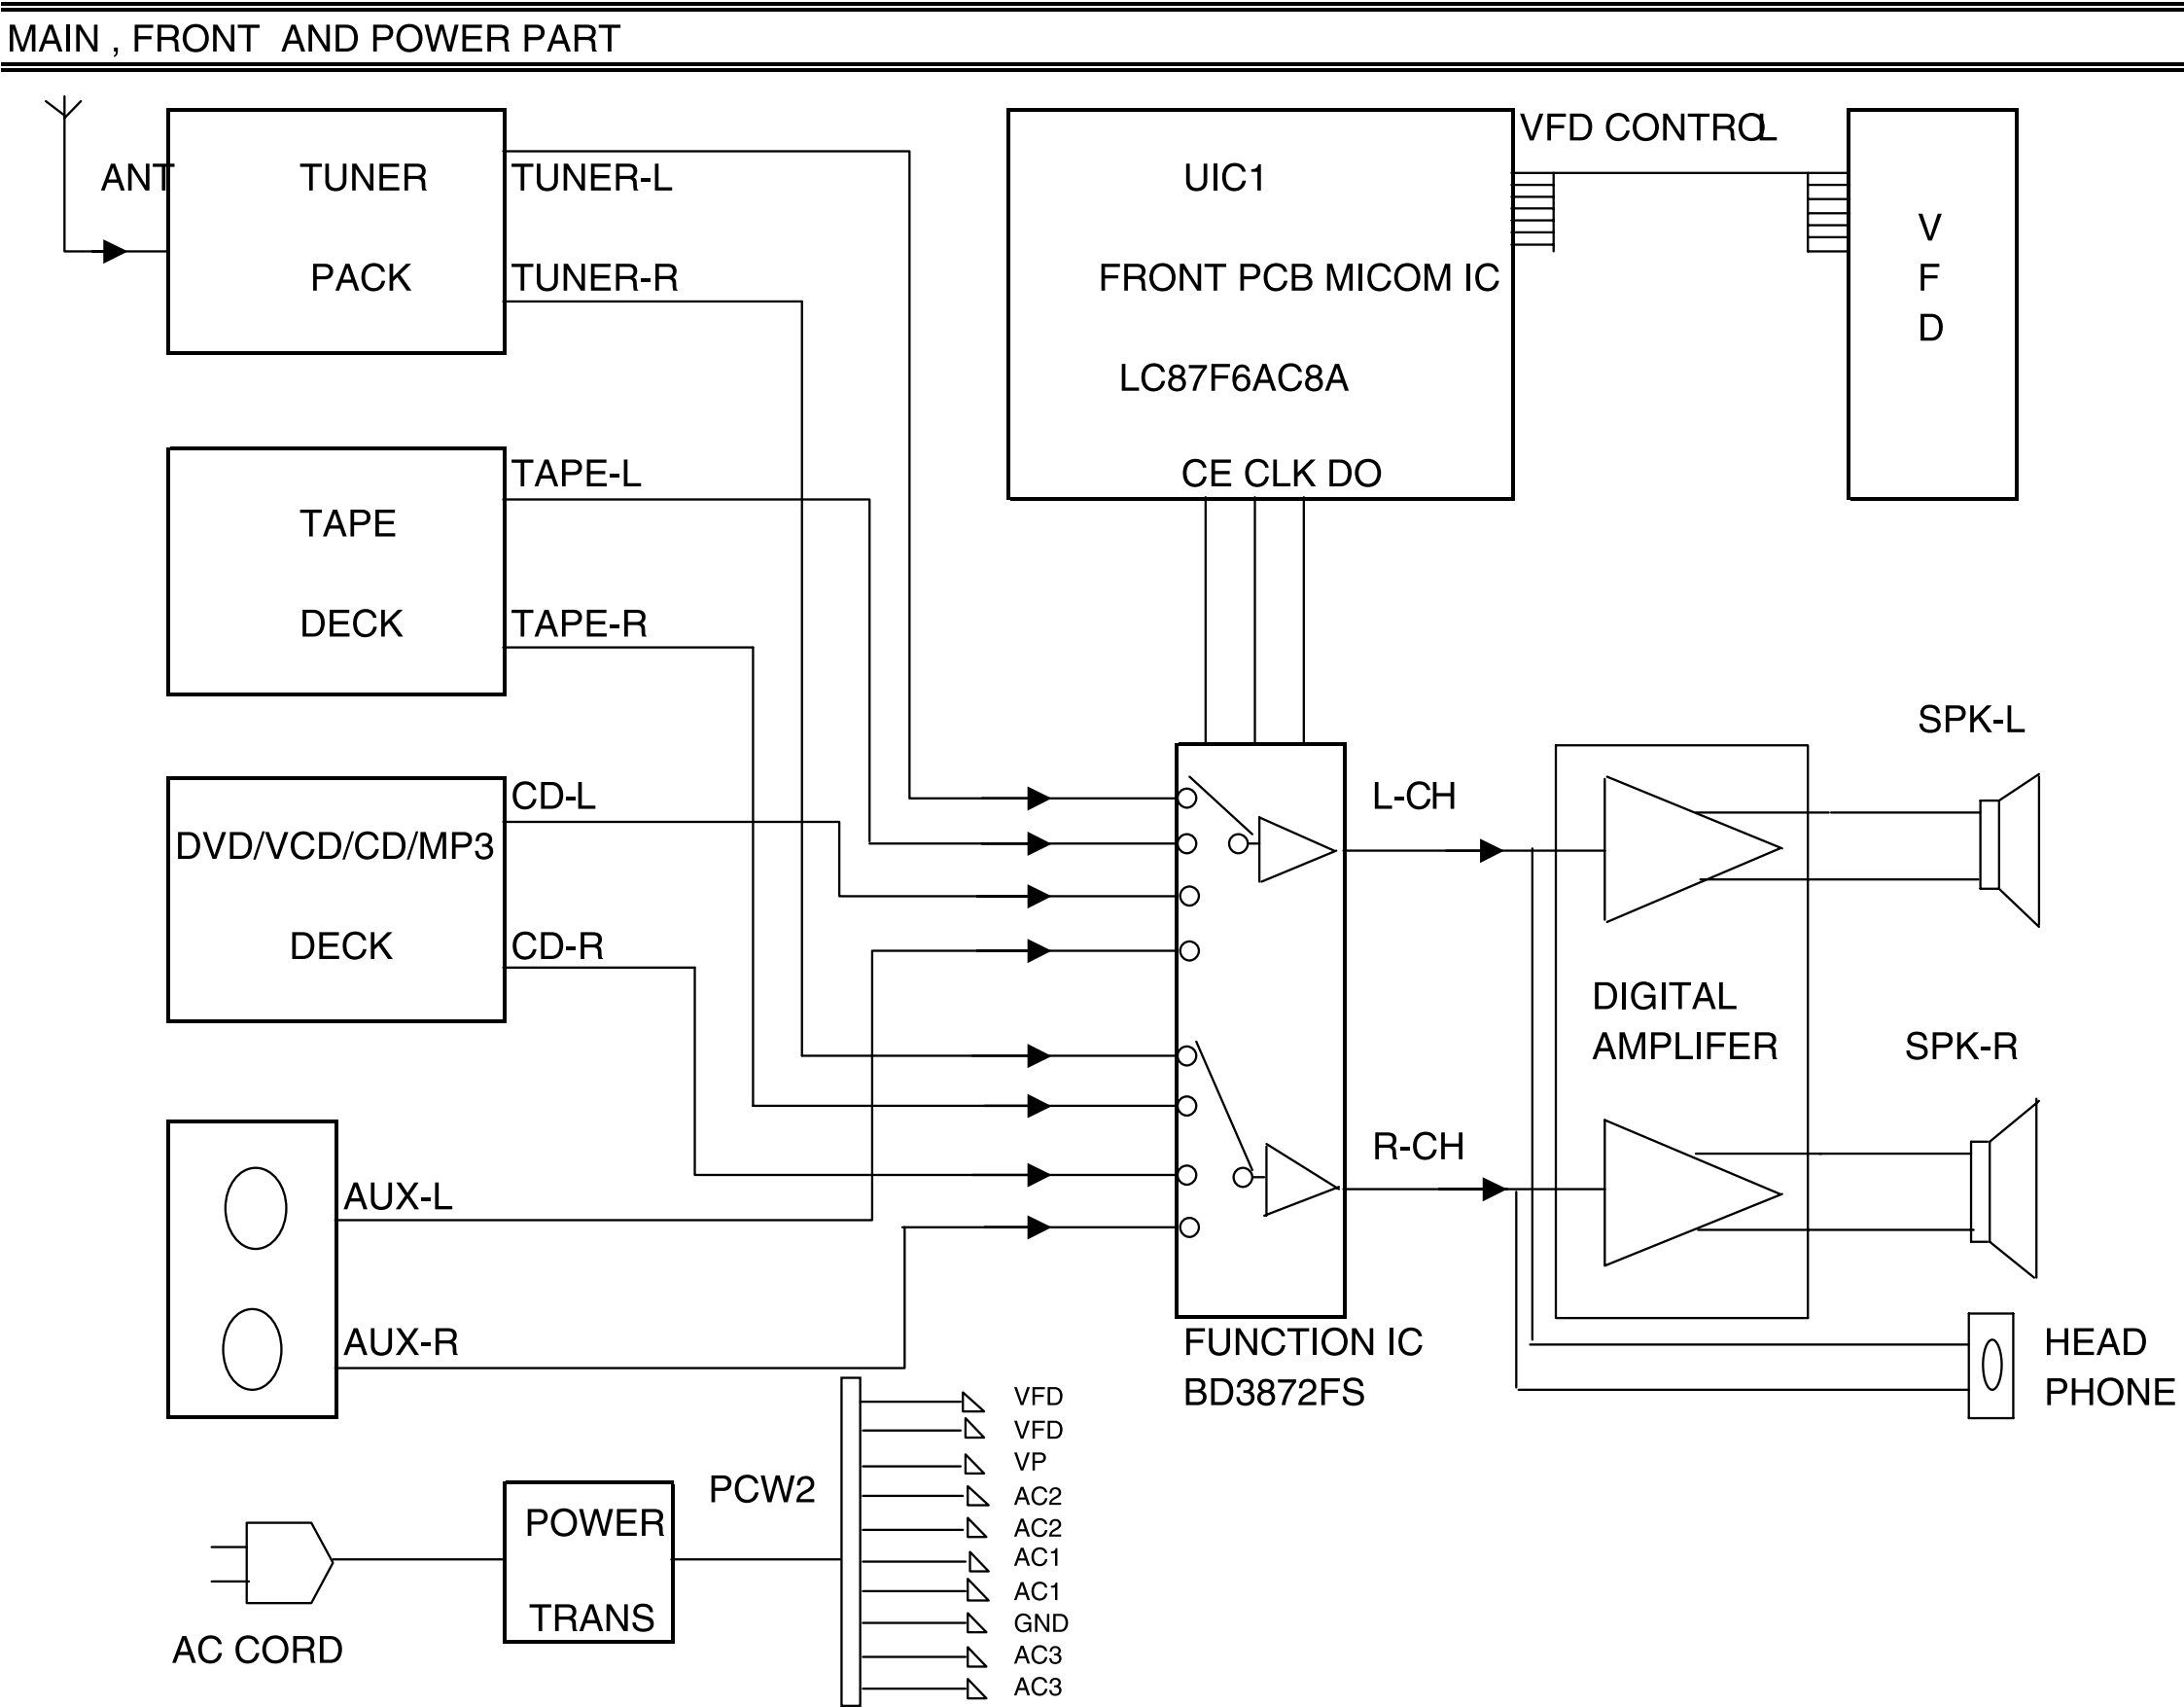 MAIN , FRONT AND POWER PART
ANT
TUNER
PACK
TUNER-L
TUNER-R
UIC1
FRONT PCB MICOM IC
LC87F6AC8A
CE CLK DO
VFD CONTROL
V
F
D
TAPE
DECK
TAPE-L
TAPE-R
DVD/VCD/CD/MP3
DECK
CD-L
CD-R
L-CH
R-CH
SPK-L
DIGITAL
AMPLIFER
SPK-R
AUX-L
AUX-R
FUNCTION IC
BD3872FS
HEAD
PHONE
AC CORD
POWER
TRANS
PCW2
VFD
VFD
VP
AC2
AC2
AC1
AC1
GND
AC3
AC3